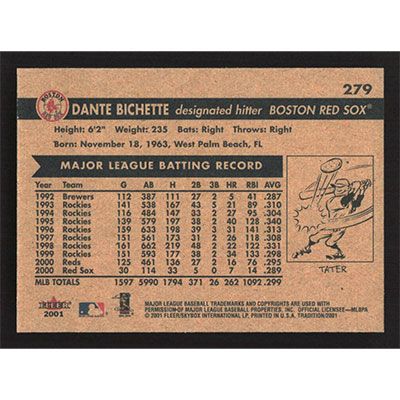 279
BOSTON RED SOX
DANTE BICHETTE designated hitter BOSTON RED SOX®
Height: 6'2" Weight: 235 Bats: Right Throws: Right
Born: November 18, 1963, West Palm Beach, FL
MAJOR LEAGUE BATTING RECORD
Year Team G AB H 2B 3B HR RBI AVG
1992 Brewers 112 387 111 27 2 5 41 .287
1993 Rockies 141 538 167 43 5 21 89 .310
1994 Rockies 116 484 147 33 2 27 95 .304
1995 Rockies 139 579 197 38 2 40 128 .340
1996 Rockies 159 633 198 39 3 31 141 .313
1997 Rockies 151 561 173 31 2 26 118 .308
1998 Rockies 161 662 219 48 2 22 122 .331
1999 Rockies 151 593 177 38 2 34 133 .298
2000 Reds 125 461 136 27 2 16 76 .295
2000 Red Sox 30 114 33 5 0 7 14 .289
MLB TOTALS 1597 5990 1794 371 26 262 1092 .299
TATER
FLEER
2001
MAJOR LEAGUE BASEBALL TRADEMARKS AND COPYRIGHTS ARE USED WITH
PERMISSION OF MAJOR LEAGUE BASEBALL PROPERTIES, INC. OFFICIAL LICENSEE—MLBPA
© 2001 FLEER/SKYBOX INTERNATIONAL LP. PRINTED IN USA/TRADITION/2001